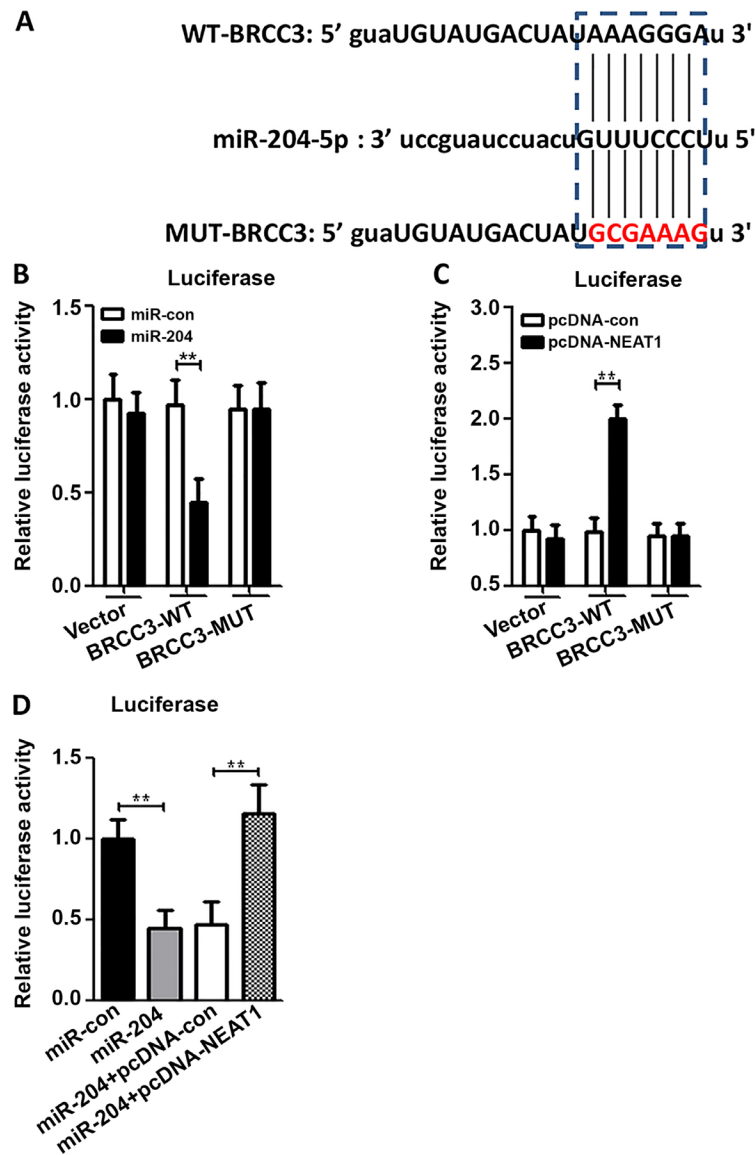 A
WT-BRCC3: 5’ guaUGUAUGACUAUAAAGGGAu 3'
miR-204-5p : 3’ uccguauccuacuGUUUCCCUu 5'
MUT-BRCC3: 5’ guaUGUAUGACUAUGCGAAAGu 3'
B
Luciferase
Relative luciferase activity
1.5
1.0
0.5
0.0
miR-con
miR-204
**
Vector
BRCC3-WT
BRCC3-MUT
C
Luciferase
Relative luciferase activity
3.0
2.5
2.0
1.5
1.0
0.5
pcDNA-con
pcDNA-NEAT1
**
Vector
BRCC3-WT
BRCC3-MUT
D
Luciferase
Relative luciferase activity
1.5
1.0
0.5
0.0
**
**
miR-con
miR-204
miR-204+pcDNA-con
miR-204+pcDNA-NEAT1